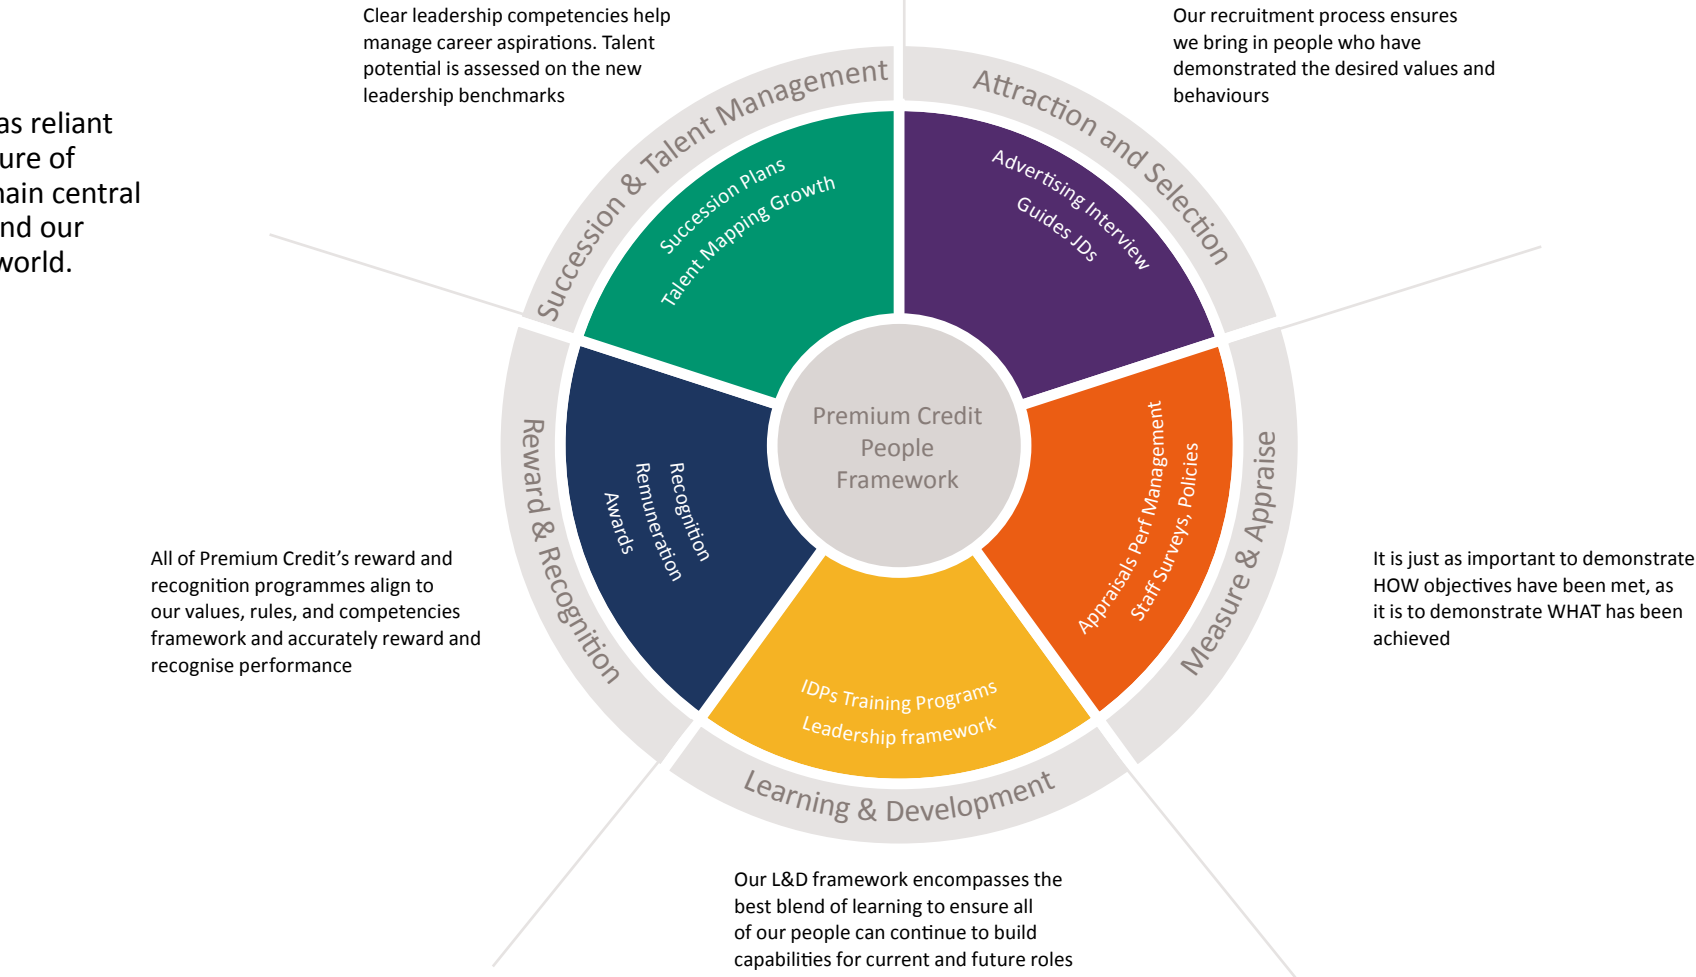 Clear leadership competencies help
manage career aspirations. Talent
potential is assessed on the new
leadership benchmarks
Our recruitment process ensures
we bring in people who have
demonstrated the desired values and
behaviours
as reliant
ure of
nain central
nd our
world.
Succession & Talent Management
Succession Plans
Talent Mapping Growth
Attraction and Selection
Advertising Interview
Guides JDs
Premium Credit
People
Framework
Reward & Recognition
Recognition
Remuneration
Awards
Measure & Appraise
Appraisals Perf Management
Staff Surveys, Policies
All of Premium Credit’s reward and
recognition programmes align to
our values, rules, and competencies
framework and accurately reward and
recognise performance
It is just as important to demonstrate
HOW objectives have been met, as
it is to demonstrate WHAT has been
achieved
IDPs Training Programs
Leadership framework
Learning & Development
Our L&D framework encompasses the
best blend of learning to ensure all
of our people can continue to build
capabilities for current and future roles